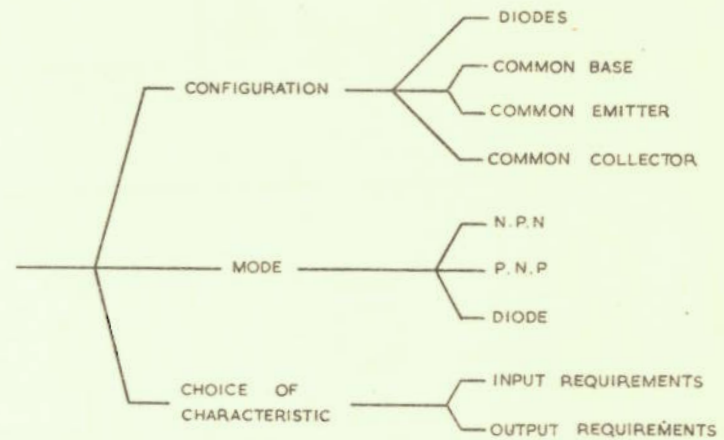 DIODES
COMMON BASE
CONFIGURATION
COMMON EMITTER
COMMON COLLECTOR
N.P.N
MODE
P.N.P
DIODE
CHOICE OF
CHARACTERISTIC
INPUT REQUIREMENTS
OUTPUT REQUIREMENTS